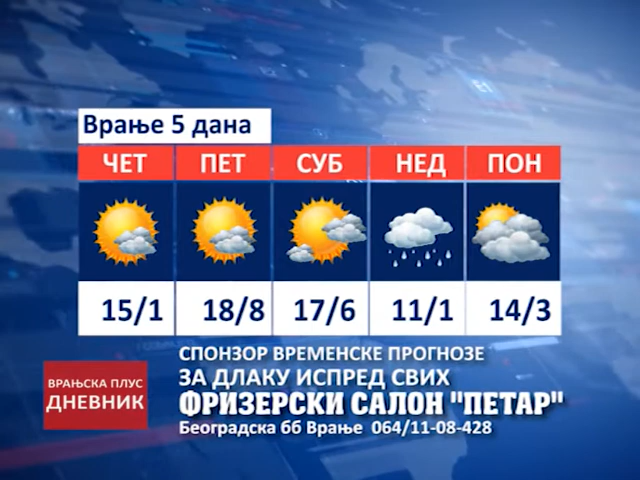 Врање 5 дана
ЧЕТ ПЕТ СУБ НЕД ПОН
15/1 18/8 17/6 11/1 14/3
СПОНЗОР ВРЕМЕНСКЕ ПРОГНОЗЕ
ЗА ДЛАКУ ИСПРЕД СВИХ
ФРИЗЕРСКИ САЛОН "ПЕТАР"
Београдска бб Врање 064/11-08-428
ВРАЊСКА ПЛУС
ДНЕВНИК